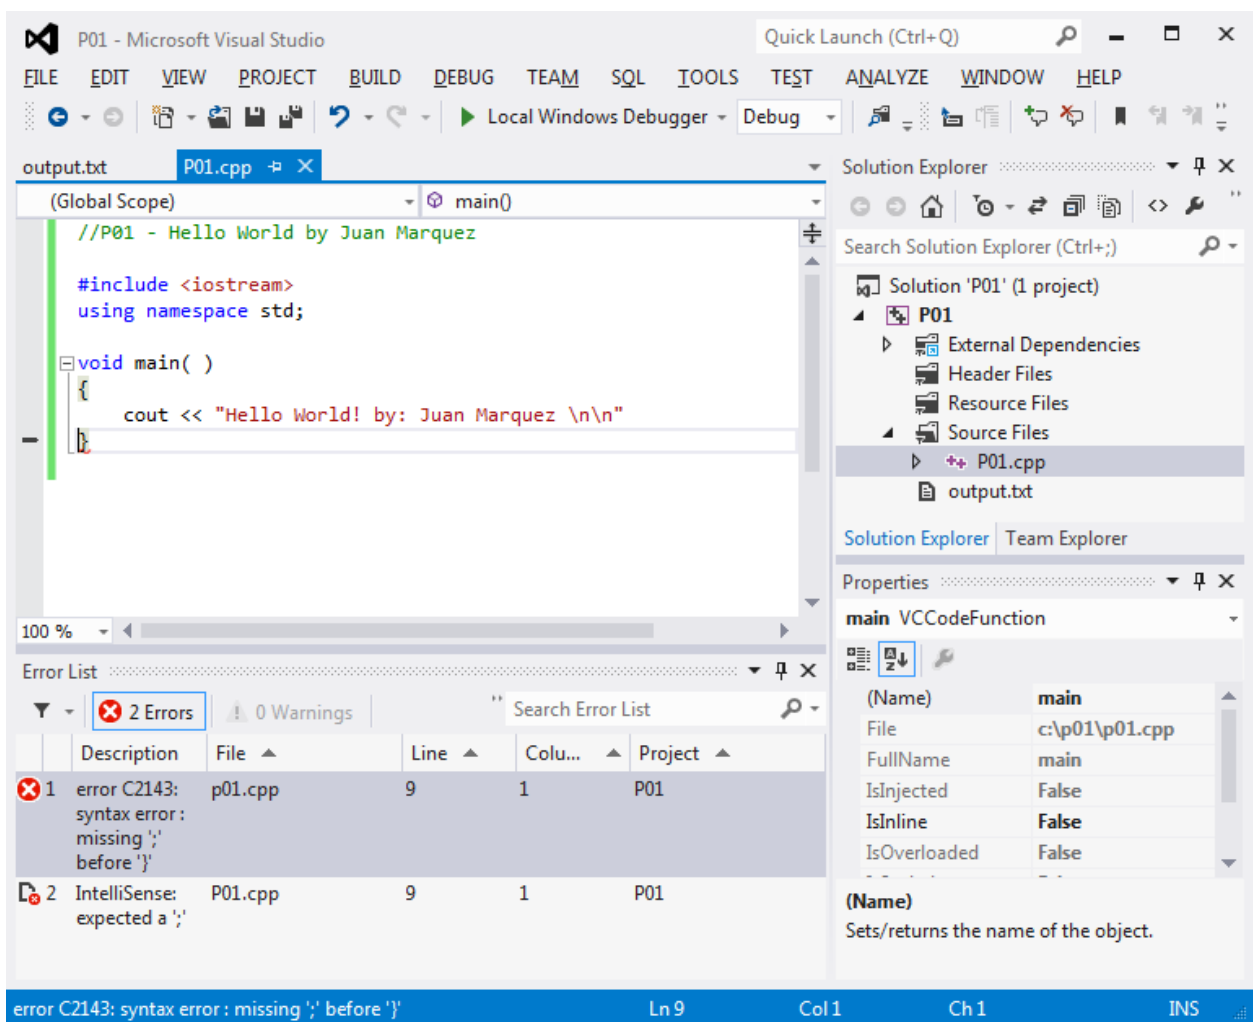 P01 - Microsoft Visual Studio
Quick Launch (Ctrl+Q)
FILE EDIT VIEW PROJECT BUILD DEBUG TEAM SQL TOOLS TEST ANALYZE WINDOW HELP
Local Windows Debugger Debug
output.txt P01.cpp
(Global Scope) main()
//P01 - Hello World by Juan Marquez
#include <iostream>
using namespace std;
void main( )
{
cout << "Hello World! by: Juan Marquez \n\n"
}
100 %
Solution Explorer
Search Solution Explorer (Ctrl+;)
Solution 'P01' (1 project)
P01
External Dependencies
Header Files
Resource Files
Source Files
P01.cpp
output.txt
Solution Explorer Team Explorer
Properties
main VCCodeFunction
(Name) main
File c:\p01\p01.cpp
FullName main
IsInjected False
IsInline False
IsOverloaded False
(Name)
Sets/returns the name of the object.
Error List
2 Errors 0 Warnings Search Error List
Description File Line Colu... Project
1 error C2143: p01.cpp 9 1 P01
syntax error :
missing ';'
before '}'
2 IntelliSense: P01.cpp 9 1 P01
expected a ';'
error C2143: syntax error : missing ';' before '}' Ln 9 Col 1 Ch 1 INS